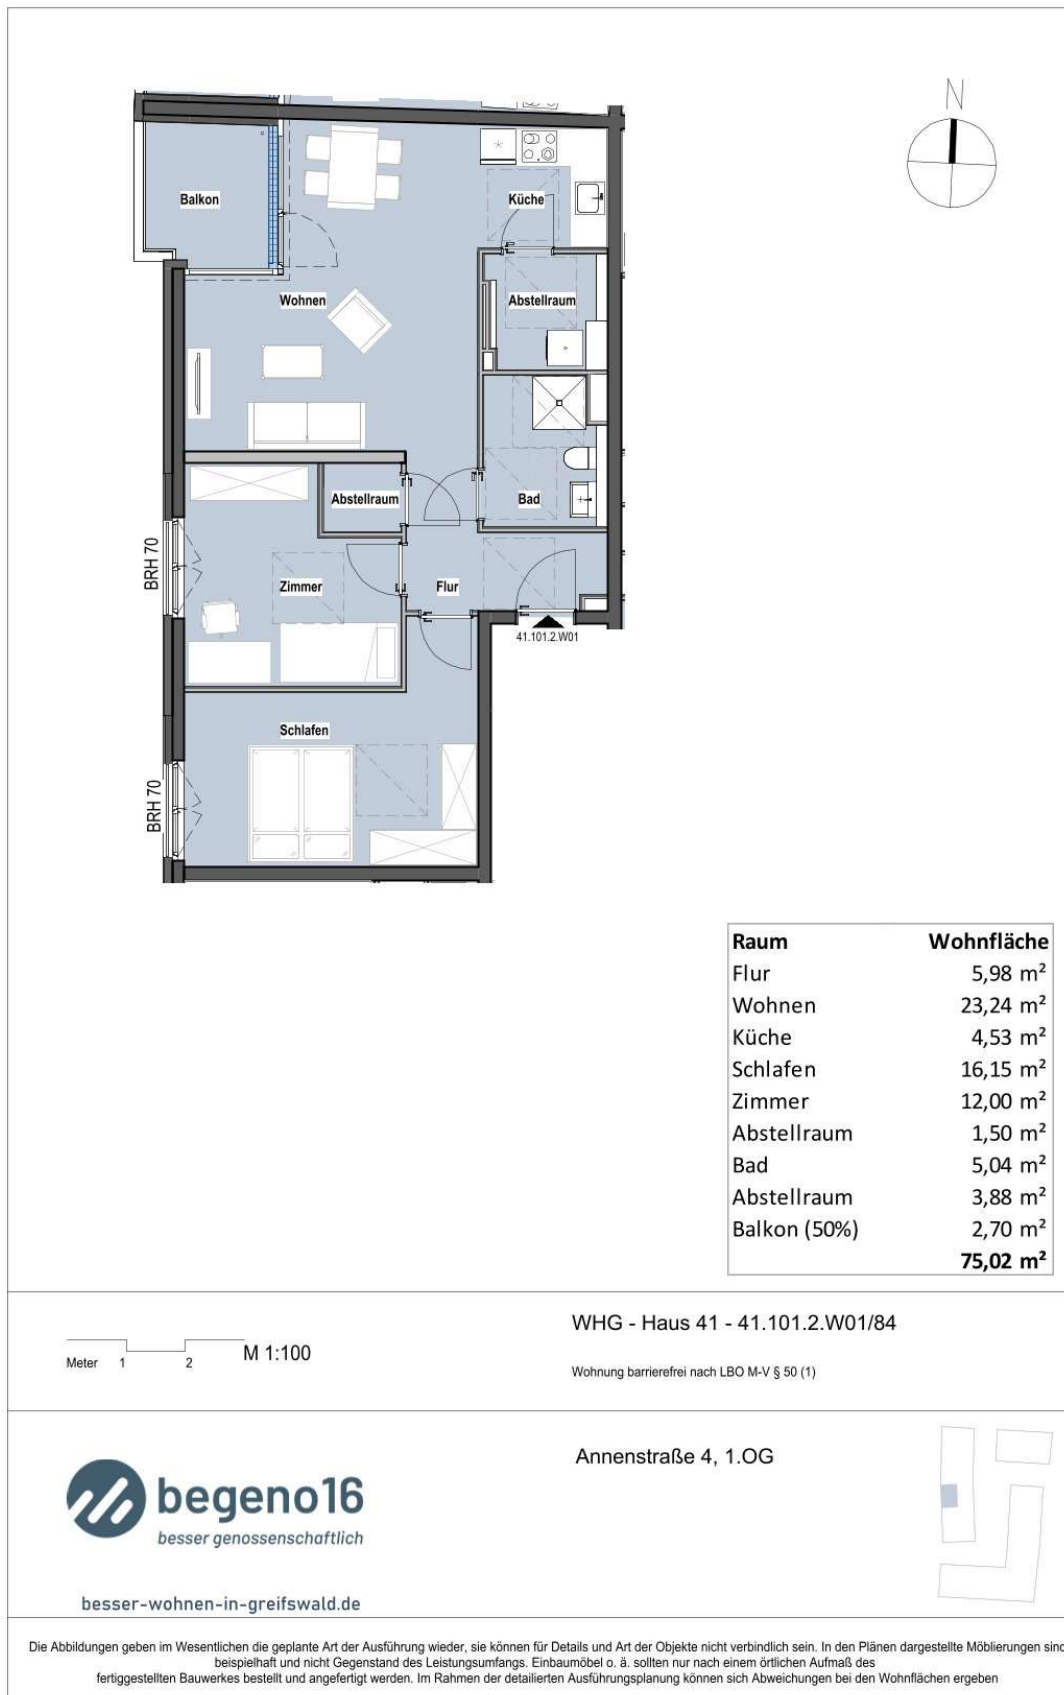 N
Balkon
Küche
Wohnen
Abstellraum
Abstellraum
Bad
BRH 70
Zimmer
Flur
41.101.2.W01
Schlafen
BRH 70
Raum Wohnfläche
Flur 5,98 m²
Wohnen 23,24 m²
Küche 4,53 m²
Schlafen 16,15 m²
Zimmer 12,00 m²
Abstellraum 1,50 m²
Bad 5,04 m²
Abstellraum 3,88 m²
Balkon (50%) 2,70 m²
75,02 m²
WHG - Haus 41 - 41.101.2.W01/84
Meter 1 2 M 1:100
Wohnung barrierefrei nach LBO M-V § 50 (1)
Annenstraße 4, 1.OG
begeno16
besser genossenschaftlich
besser-wohnen-in-greifswald.de
Die Abbildungen geben im Wesentlichen die geplante Art der Ausführung wieder, sie können für Details und Art der Objekte nicht verbindlich sein. In den Plänen dargestellte Möblierungen sind
beispielhaft und nicht Gegenstand des Leistungsumfangs. Einbaumöbel o. ä. sollten nur nach einem örtlichen Aufmaß des
fertiggestellten Bauwerkes bestellt und angefertigt werden. Im Rahmen der detailierten Ausführungsplanung können sich Abweichungen bei den Wohnflächen ergeben